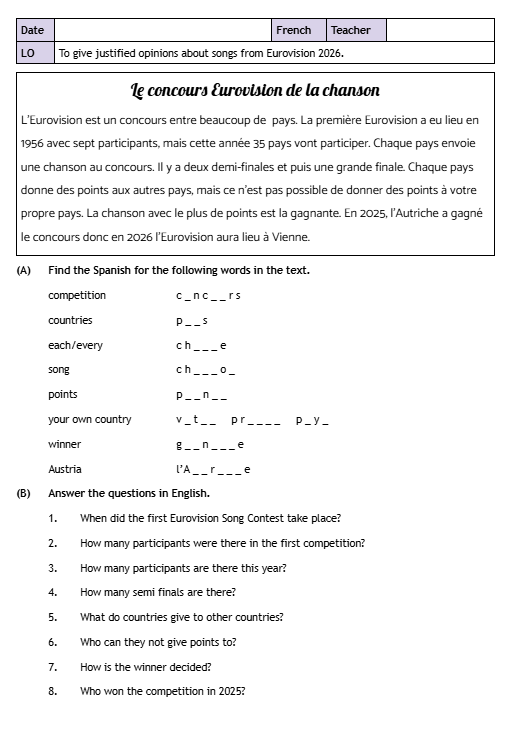 Date French Teacher
LO To give justified opinions about songs from Eurovision 2026.
Le concours Eurovision de la chanson
L'Eurovision est un concours entre beaucoup de pays. La première Eurovision a eu lieu en
1956 avec sept participants, mais cette année 35 pays vont participer. Chaque pays envoie
une chanson au concours. Il y a deux demi-finales et puis une grande finale. Chaque pays
donne des points aux autres pays, mais ce n'est pas possible de donner des points à votre
propre pays. La chanson avec le plus de points est la gagnante. En 2025, l'Autriche a gagné
le concours donc en 2026 l'Eurovision aura lieu à Vienne.
(A) Find the Spanish for the following words in the text.
competition c _ n c _ _ r s
countries p _ _ s
each/every c h _ _ _ e
song c h _ _ _ o _
points p _ _ n _ _
your own country v _ t _ _ p r _ _ _ _ p _ y _
winner g _ _ n _ _ _ e
Austria l'A _ _ r _ _ _ e
(B) Answer the questions in English.
1. When did the first Eurovision Song Contest take place?
2. How many participants were there in the first competition?
3. How many participants are there this year?
4. How many semi finals are there?
5. What do countries give to other countries?
6. Who can they not give points to?
7. How is the winner decided?
8. Who won the competition in 2025?